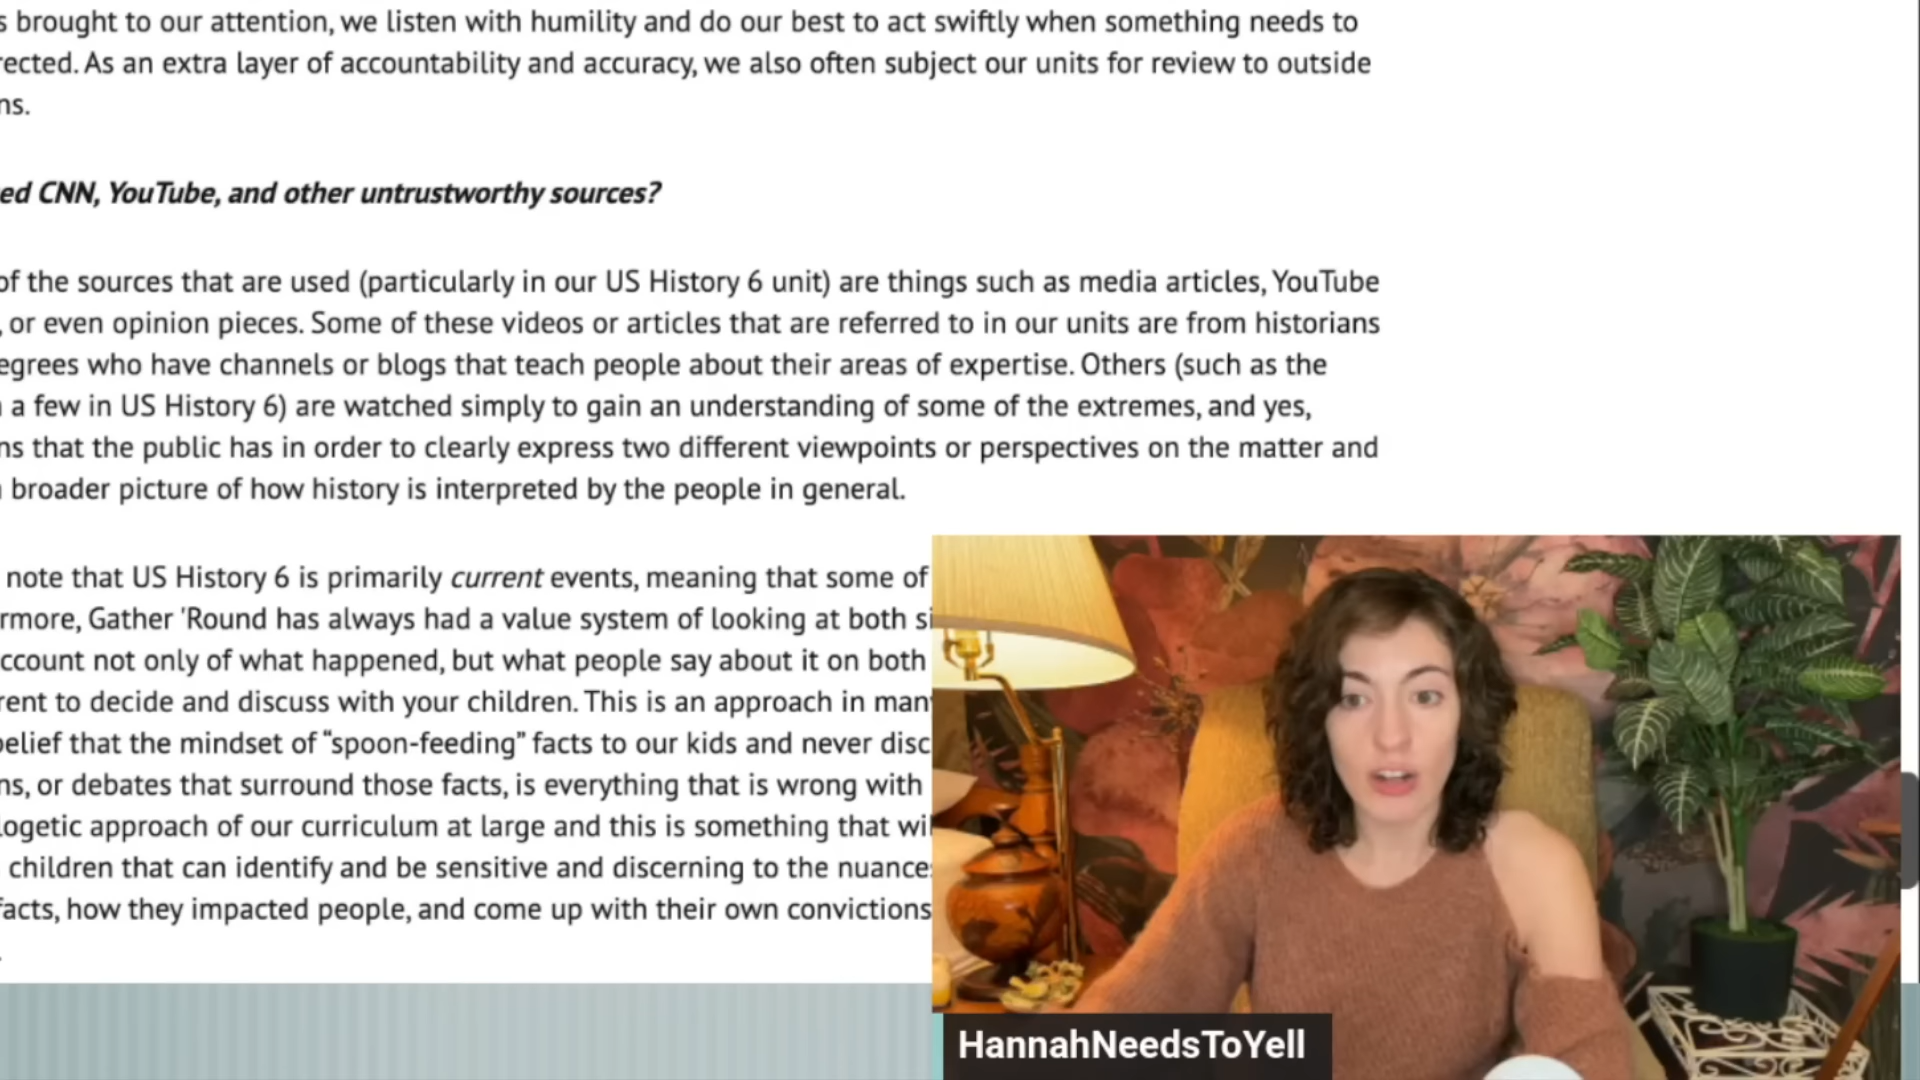 s brought to our attention, we listen with humility and do our best to act swiftly when something needs to
rected. As an extra layer of accountability and accuracy, we also often subject our units for review to outside
ns.
ed CNN, YouTube, and other untrustworthy sources?
of the sources that are used (particularly in our US History 6 unit) are things such as media articles, YouTube
, or even opinion pieces. Some of these videos or articles that are referred to in our units are from historians
egrees who have channels or blogs that teach people about their areas of expertise. Others (such as the
a few in US History 6) are watched simply to gain an understanding of some of the extremes, and yes,
ns that the public has in order to clearly express two different viewpoints or perspectives on the matter and
broader picture of how history is interpreted by the people in general.
note that US History 6 is primarily current events, meaning that some of
rmore, Gather 'Round has always had a value system of looking at both si
ccount not only of what happened, but what people say about it on both
rent to decide and discuss with your children. This is an approach in man
belief that the mindset of “spoon-feeding” facts to our kids and never disc
ns, or debates that surround those facts, is everything that is wrong with
logetic approach of our curriculum at large and this is something that wil
children that can identify and be sensitive and discerning to the nuance
facts, how they impacted people, and come up with their own convictions
.
HannahNeedsToYell